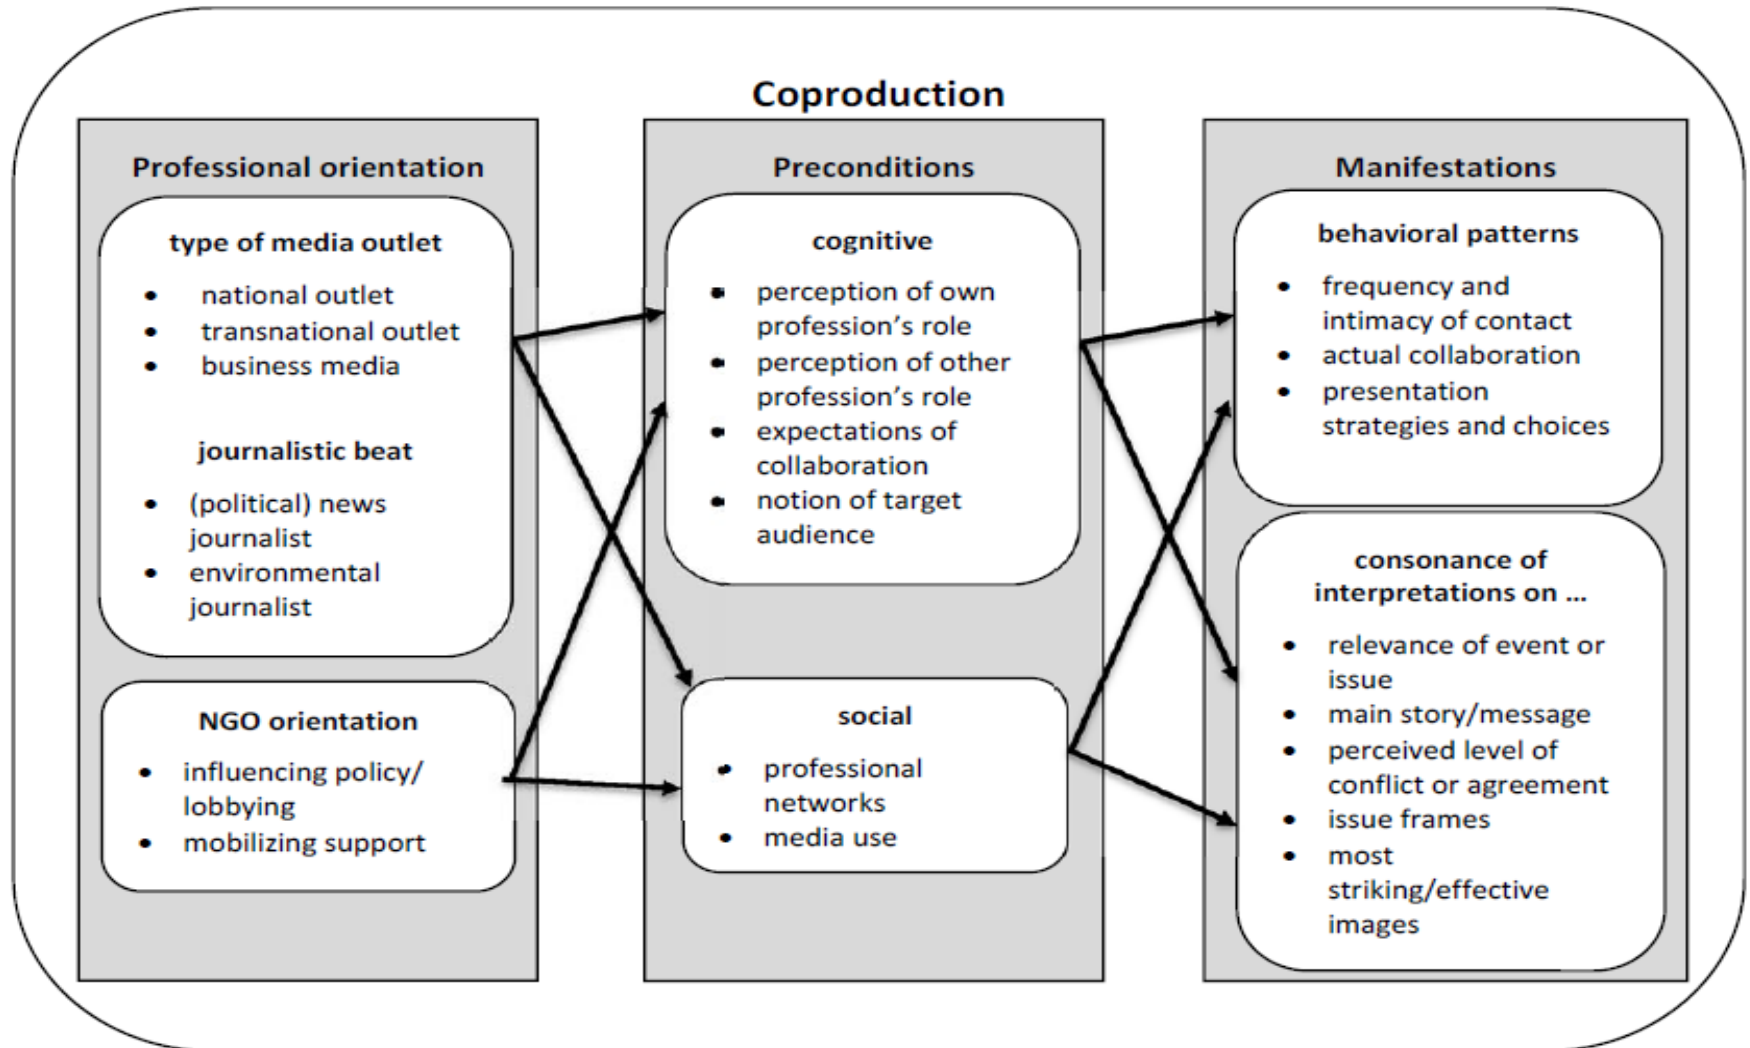 Coproduction
Professional orientation
type of media outlet
• national outlet
• transnational outlet
• business media
journalistic beat
• (political) news
journalist
• environmental
journalist
NGO orientation
• influencing policy/
lobbying
• mobilizing support
Preconditions
cognitive
• perception of own
profession’s role
• perception of other
profession’s role
• expectations of
collaboration
• notion of target
audience
social
• professional
networks
• media use
Manifestations
behavioral patterns
• frequency and
intimacy of contact
• actual collaboration
• presentation
strategies and choices
consonance of
interpretations on ...
• relevance of event or
issue
• main story/message
• perceived level of
conflict or agreement
• issue frames
• most
striking/effective
images